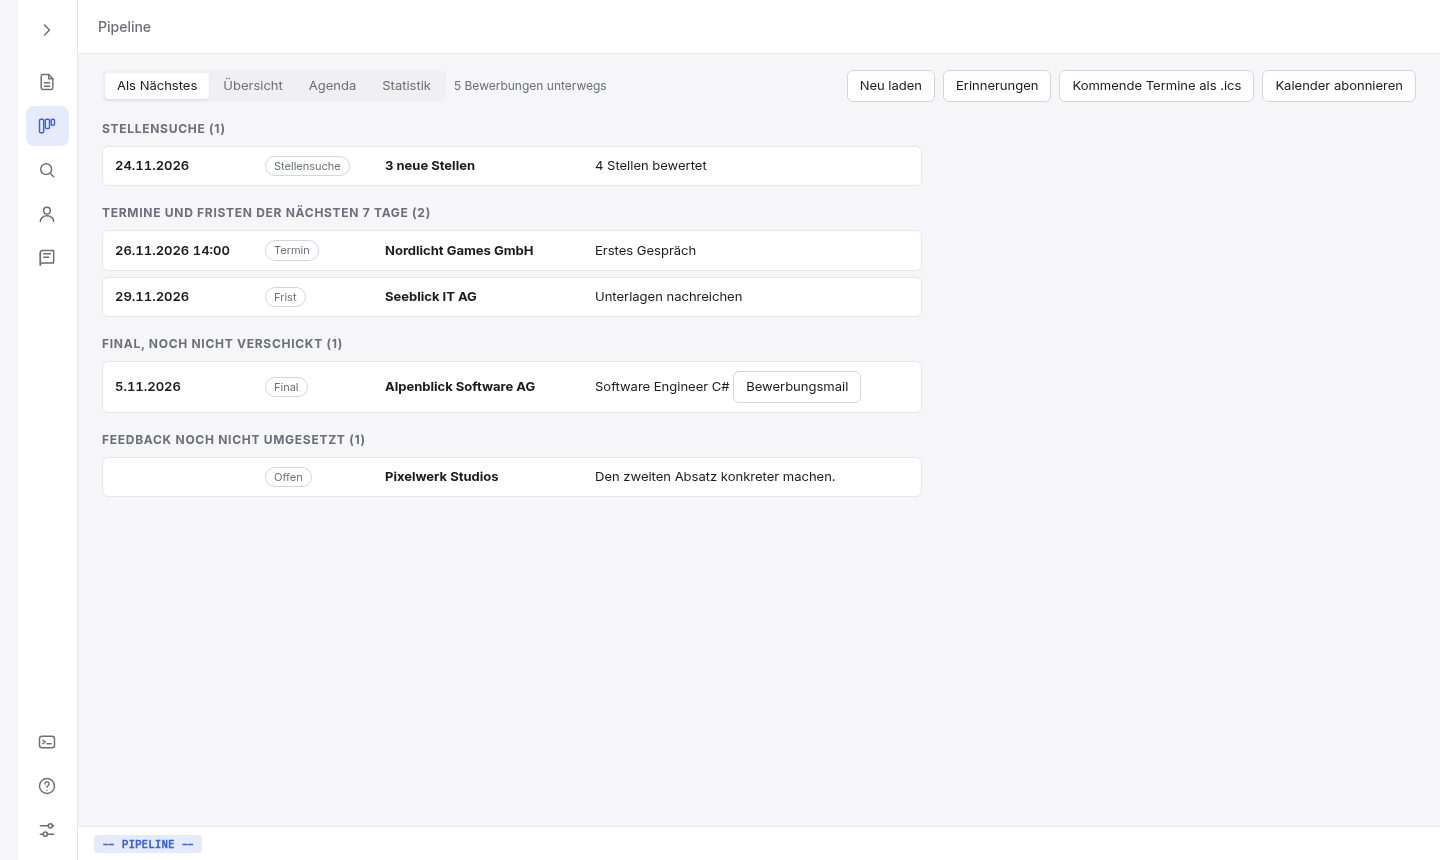 Pipeline
Als Nächstes Übersicht Agenda Statistik 5 Bewerbungen unterwegs Neu laden Erinnerungen Kommende Termine als .ics Kalender abonnieren
STELLENSUCHE (1)
24.11.2026 Stellensuche 3 neue Stellen 4 Stellen bewertet
TERMINE UND FRISTEN DER NÄCHSTEN 7 TAGE (2)
26.11.2026 14:00 Termin Nordlicht Games GmbH Erstes Gespräch
29.11.2026 Frist Seeblick IT AG Unterlagen nachreichen
FINAL, NOCH NICHT VERSCHICKT (1)
5.11.2026 Final Alpenblick Software AG Software Engineer C# Bewerbungsmail
FEEDBACK NOCH NICHT UMGESETZT (1)
Offen Pixelwerk Studios Den zweiten Absatz konkreter machen.
-- PIPELINE --